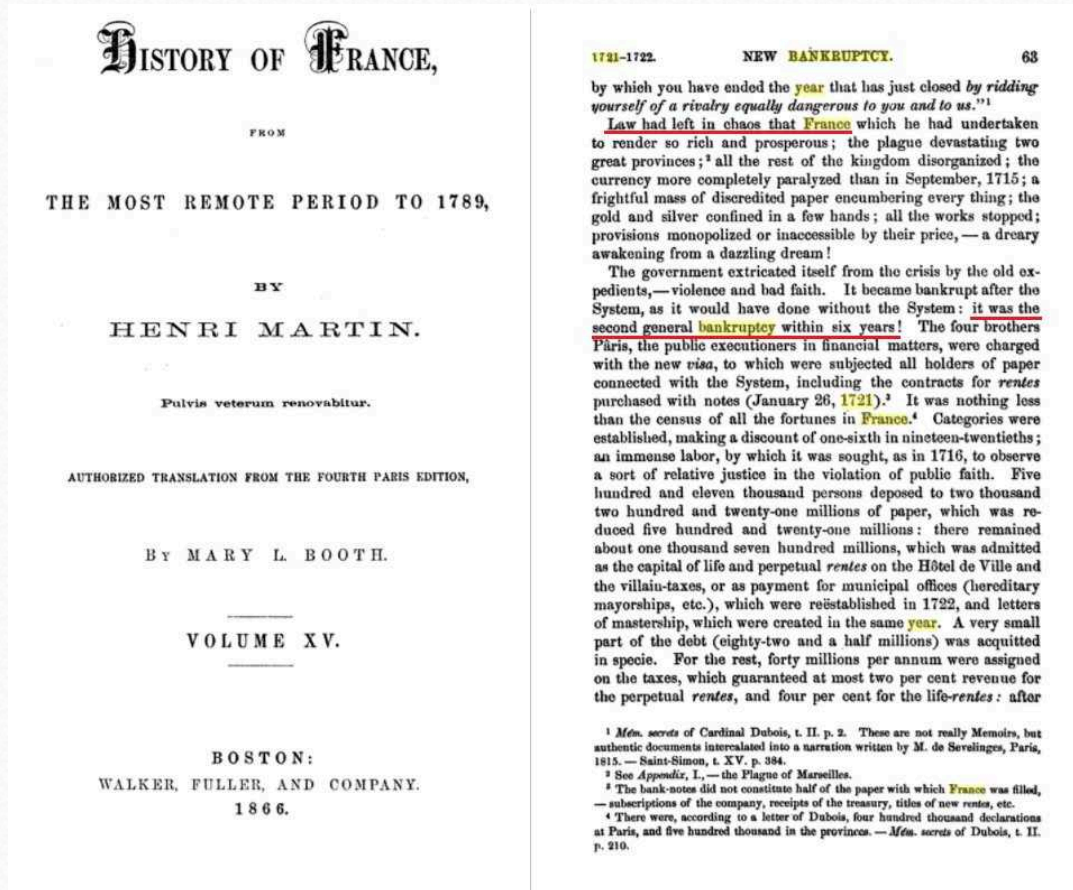 HISTORY OF FRANCE,
FROM
THE MOST REMOTE PERIOD TO 1789,
BY
HENRI MARTIN.
Pulvis veterum renovabitur.
AUTHORIZED TRANSLATION FROM THE FOURTH PARIS EDITION,
BY MARY L. BOOTH.
VOLUME XV.
BOSTON:
WALKER, FULLER, AND COMPANY.
1866.
1721–1722. NEW BANKRUPTCY. 63
by which you have ended the year that has just closed by ridding
yourself of a rivalry equally dangerous to you and to us."¹
Law had left in chaos that France which he had undertaken
to render so rich and prosperous; the plague devastating two
great provinces;² all the rest of the kingdom disorganized; the
currency more completely paralyzed than in September, 1715; a
frightful mass of discredited paper encumbering every thing; the
gold and silver confined in a few hands; all the works stopped;
provisions monopolized or inaccessible by their price,—a dreary
awakening from a dazzling dream!
The government extricated itself from the crisis by the old ex-
pedients,—violence and bad faith. It became bankrupt after the
System, as it would have done without the System: it was the
second general bankruptcy within six years! The four brothers
Pâris, the public executioners in financial matters, were charged
with the new visa, to which were subjected all holders of paper
connected with the System, including the contracts for rentes
purchased with notes (January 26, 1721).³ It was nothing less
than the census of all the fortunes in France.⁴ Categories were
established, making a discount of one-sixth in nineteen-twentieths;
an immense labor, by which it was sought, as in 1716, to observe
a sort of relative justice in the violation of public faith. Five
hundred and eleven thousand persons deposed to two thousand
two hundred and twenty-one millions of paper, which was re-
duced five hundred and twenty-one millions: there remained
about one thousand seven hundred millions, which was admitted
as the capital of life and perpetual rentes on the Hôtel de Ville and
the villain-taxes, or as payment for municipal offices (hereditary
mayorships, etc.), which were reëstablished in 1722, and letters
of mastership, which were created in the same year. A very small
part of the debt (eighty-two and a half millions) was acquitted
in specie. For the rest, forty millions per annum were assigned
on the taxes, which guaranteed at most two per cent revenue for
the perpetual rentes, and four per cent for the life-rentes: after
¹ Mém. secrets of Cardinal Dubois, t. II. p. 2. These are not really Memoirs, but
authentic documents intercalated into a narration written by M. de Sevelinges, Paris,
1815.—Saint-Simon, t. XV. p. 384.
² See Appendix, I.,—the Plague of Marseilles.
³ The bank-notes did not constitute half of the paper with which France was filled,
—subscriptions of the company, receipts of the treasury, titles of new rentes, etc.
⁴ There were, according to a letter of Dubois, four hundred thousand declarations
at Paris, and five hundred thousand in the provinces.—Mém. secrets of Dubois, t. II.
p. 210.